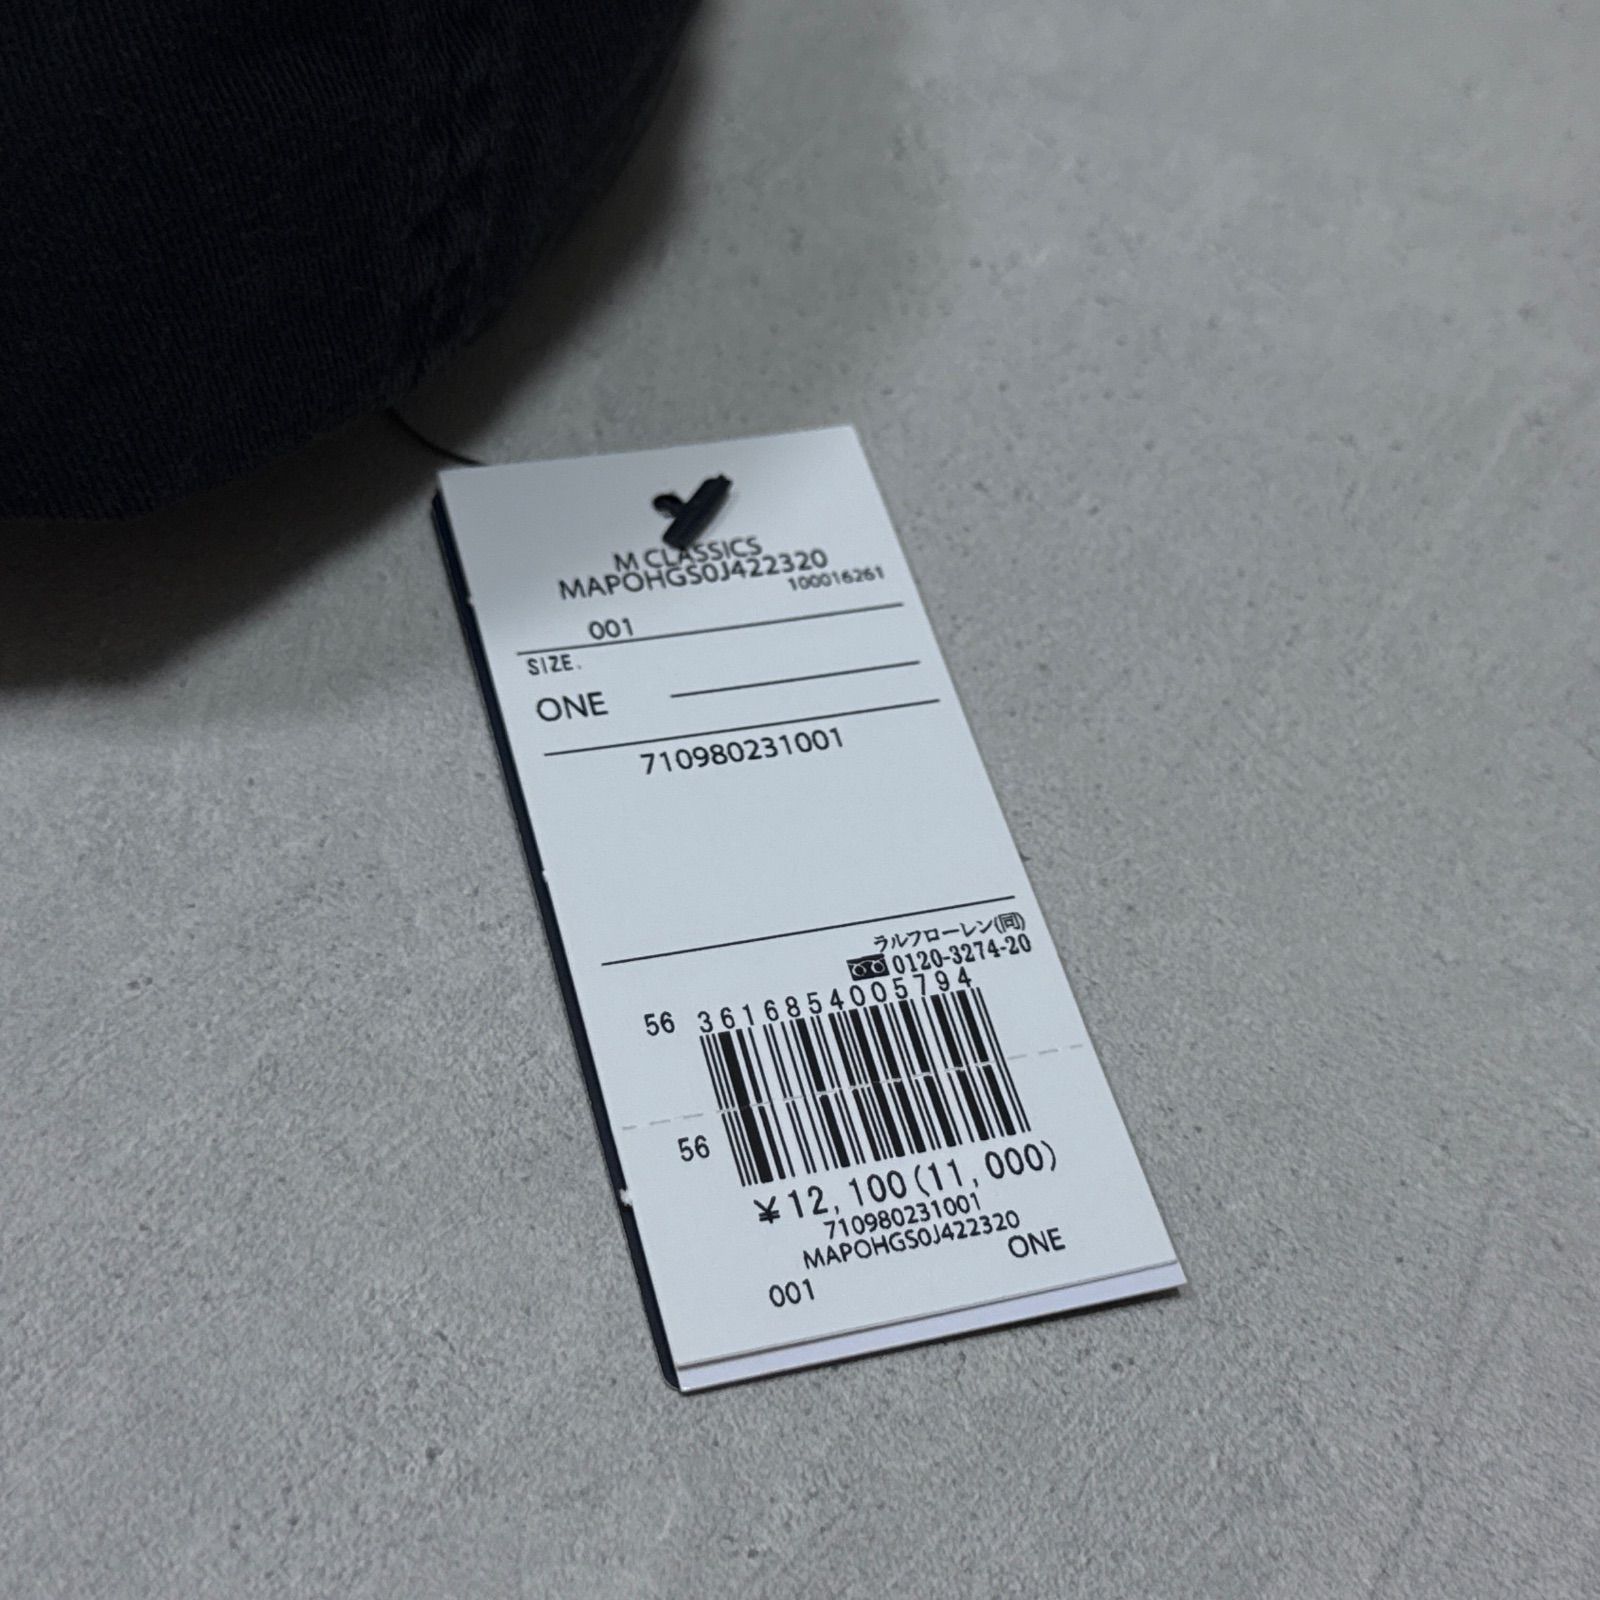 M CLASSICS
MAPOHGS0J422320
100016261
001
SIZE.
ONE
710980231001
ラルフローレン(同)
0120-3274-20
56 3616854005794
56
¥12,100(11,000)
710980231001
MAPOHGS0J422320
ONE
001